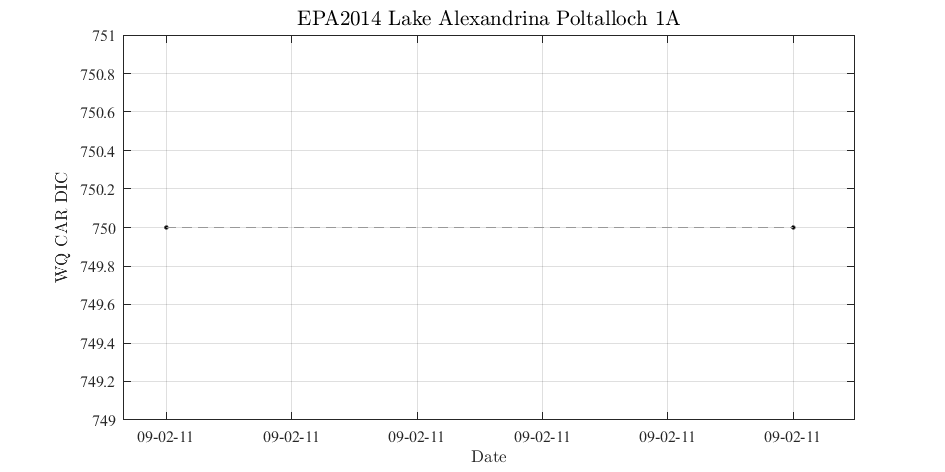 EPA2014 Lake Alexandrina Poltalloch 1A
751
750.8
750.6
750.4
750.2
750
749.8
749.6
749.4
749.2
749
WQ CAR DIC
09-02-11 09-02-11 09-02-11 09-02-11 09-02-11 09-02-11
Date